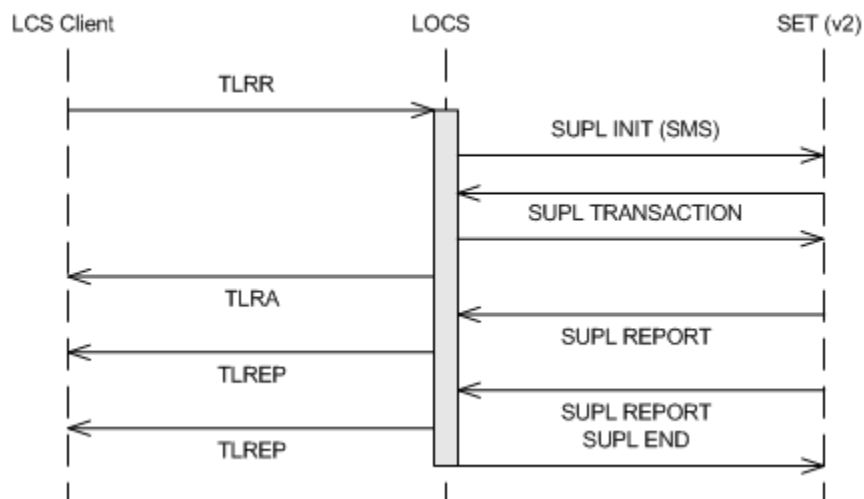 LCS Client
LOCS
SET (v2)
TLRR
SUPL INIT (SMS)
SUPL TRANSACTION
TLRA
SUPL REPORT
TLREP
SUPL REPORT
SUPL END
TLREP